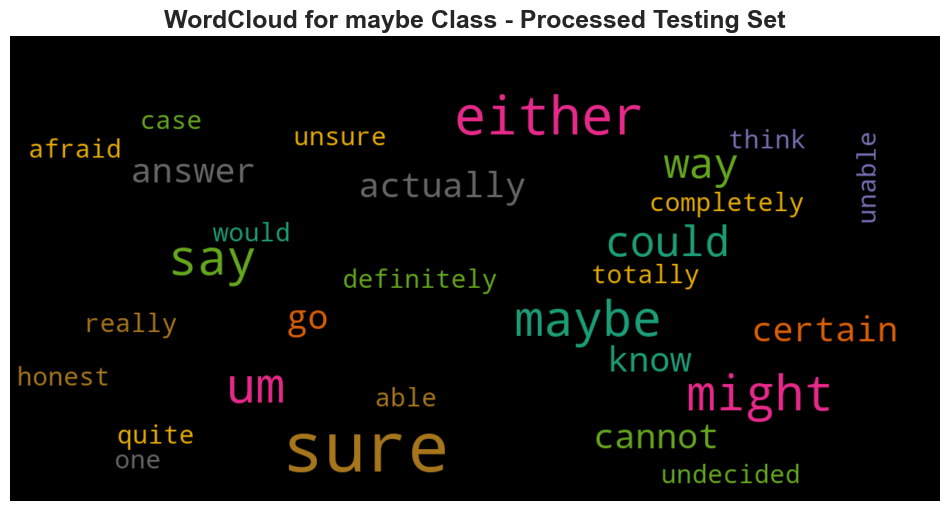 WordCloud for maybe Class - Processed Testing Set
either
case
unsure
think
afraid
way
unable
answer
actually
completely
would
could
say
totally
definitely
go
maybe
really
certain
know
honest
um
able
might
quite
sure
cannot
one
undecided